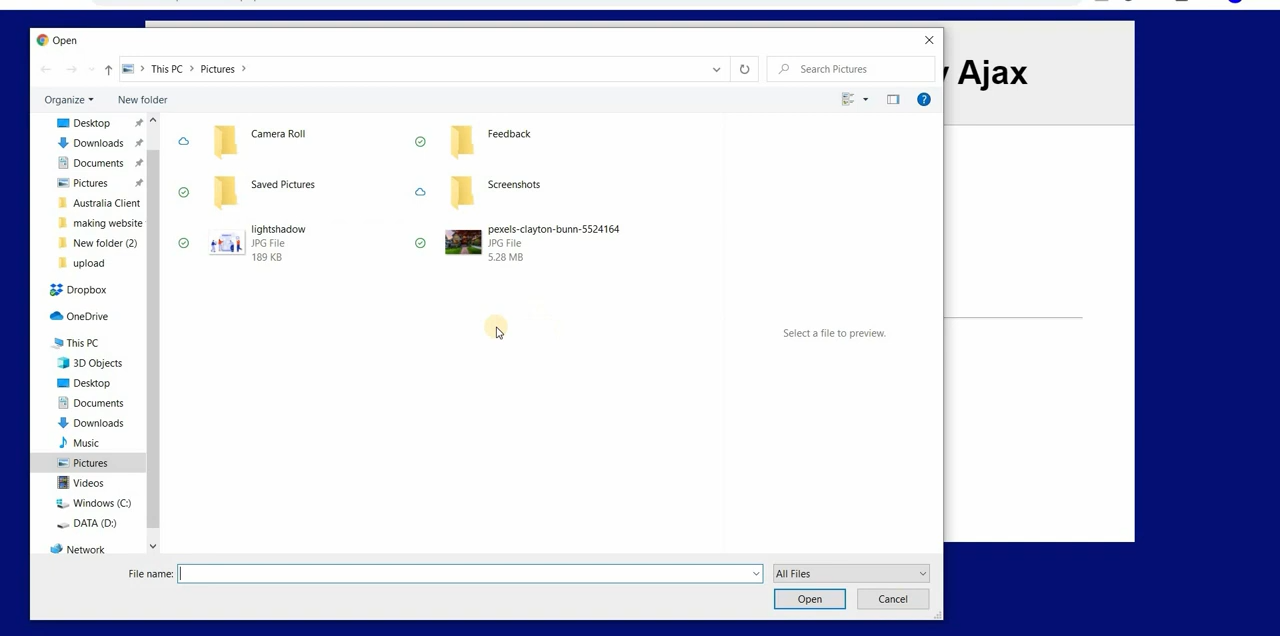 Open
y Ajax
This PC
Pictures
Search Pictures
Organize
New folder
?
Desktop
Downloads
Documents
Pictures
Australia Client
making website
New folder (2)
upload
Dropbox
OneDrive
This PC
3D Objects
Desktop
Documents
Downloads
Music
Pictures
Videos
Windows (C:)
DATA (D:)
Network
Camera Roll
Feedback
Saved Pictures
Screenshots
lightshadow
JPG File
189 KB
pexels-clayton-bunn-5524164
JPG File
5.28 MB
Select a file to preview.
File name:
All Files
Open
Cancel